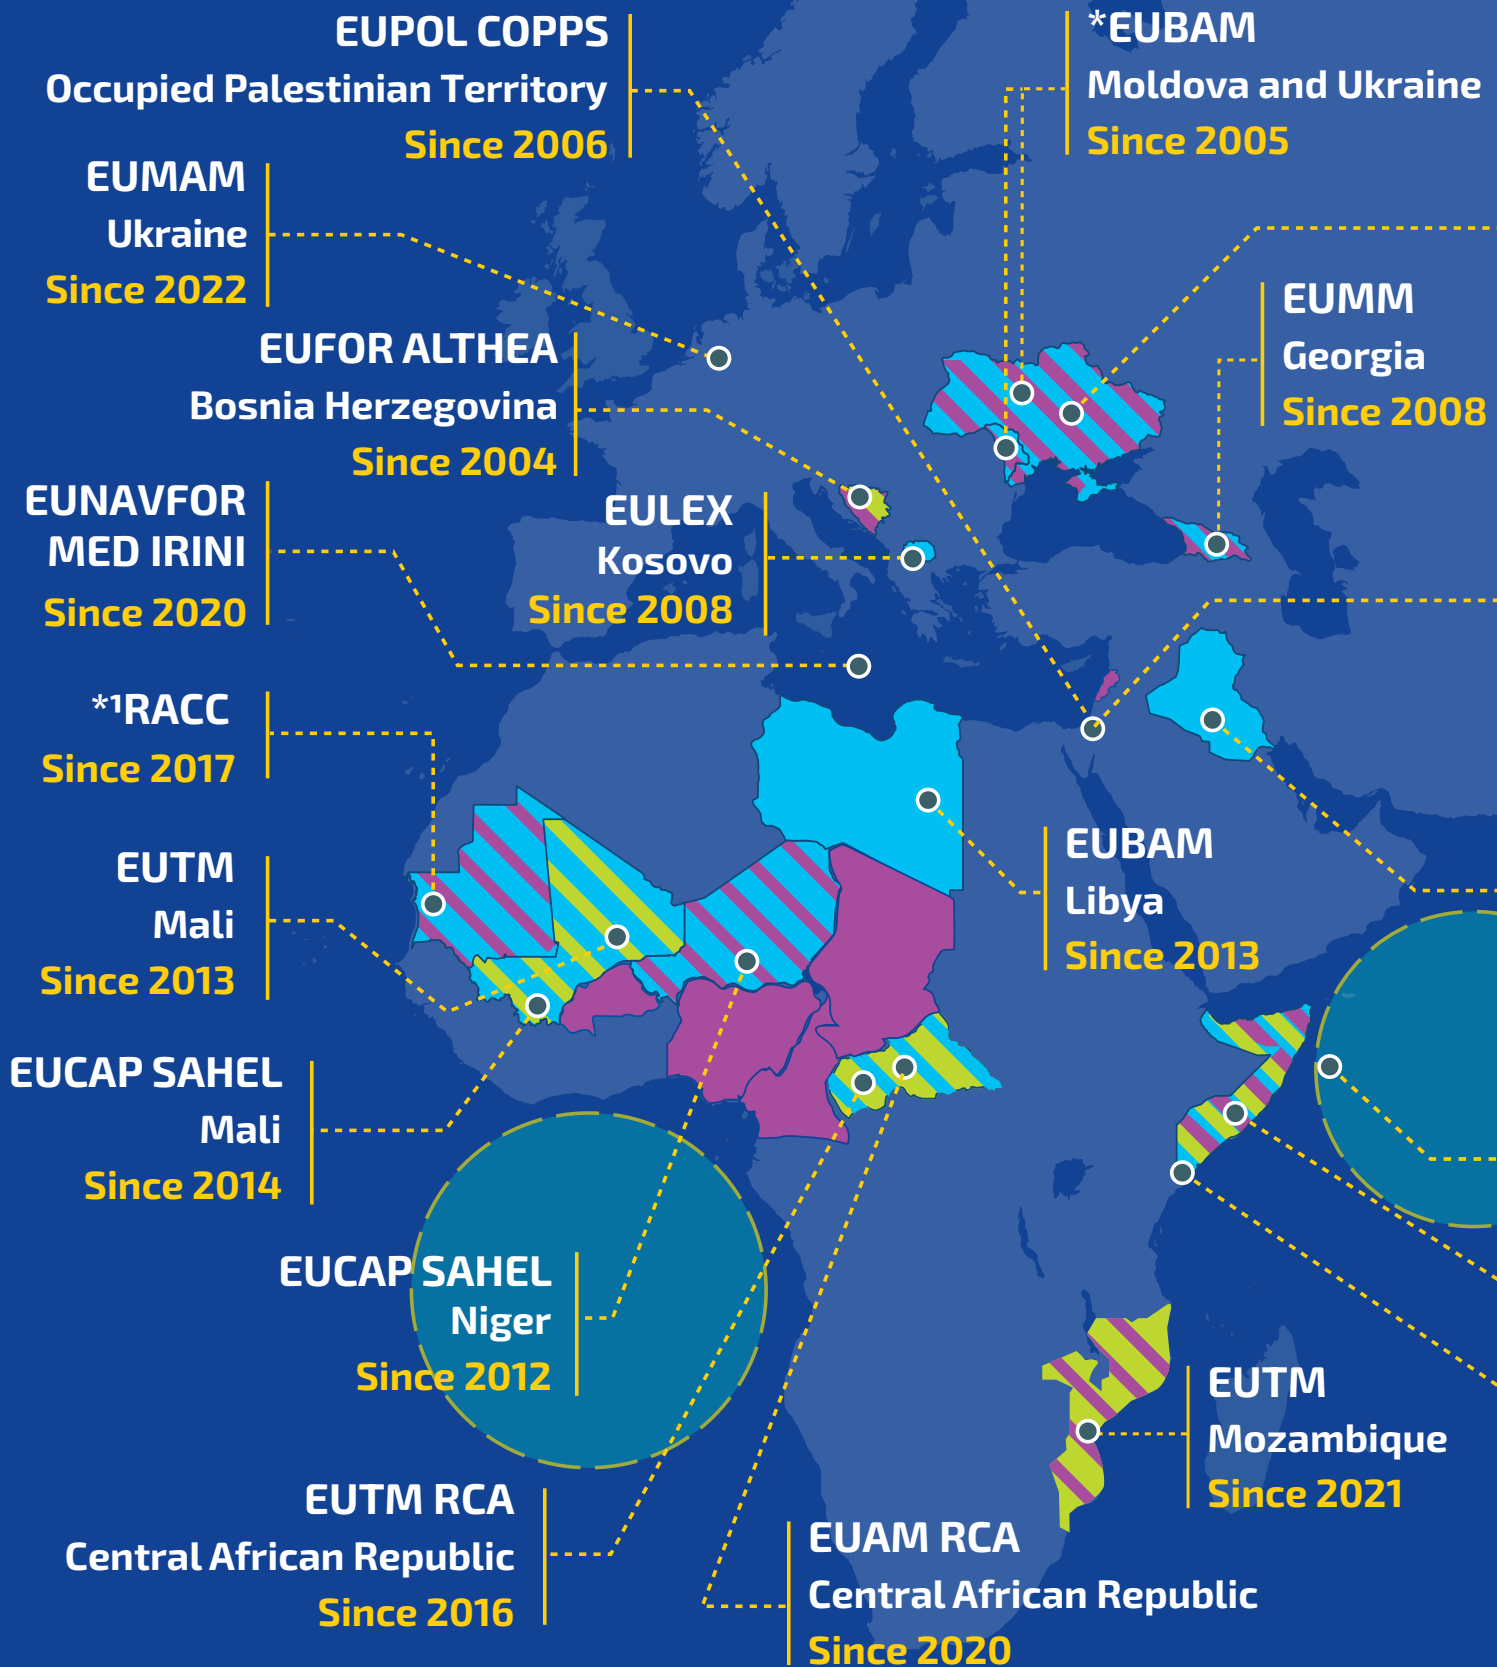 EUPOL COPPS
Occupied Palestinian Territory
Since 2006
*EUBAM
Moldova and Ukraine
Since 2005
EUMAM
Ukraine
Since 2022
EUMM
Georgia
Since 2008
EUFOR ALTHEA
Bosnia Herzegovina
Since 2004
EUNAVFOR
MED IRINI
Since 2020
EULEX
Kosovo
Since 2008
*¹RACC
Since 2017
EUTM
Mali
Since 2013
EUBAM
Libya
Since 2013
EUCAP SAHEL
Mali
Since 2014
EUCAP SAHEL
Niger
Since 2012
EUTM
Mozambique
Since 2021
EUTM RCA
Central African Republic
Since 2016
EUAM RCA
Central African Republic
Since 2020